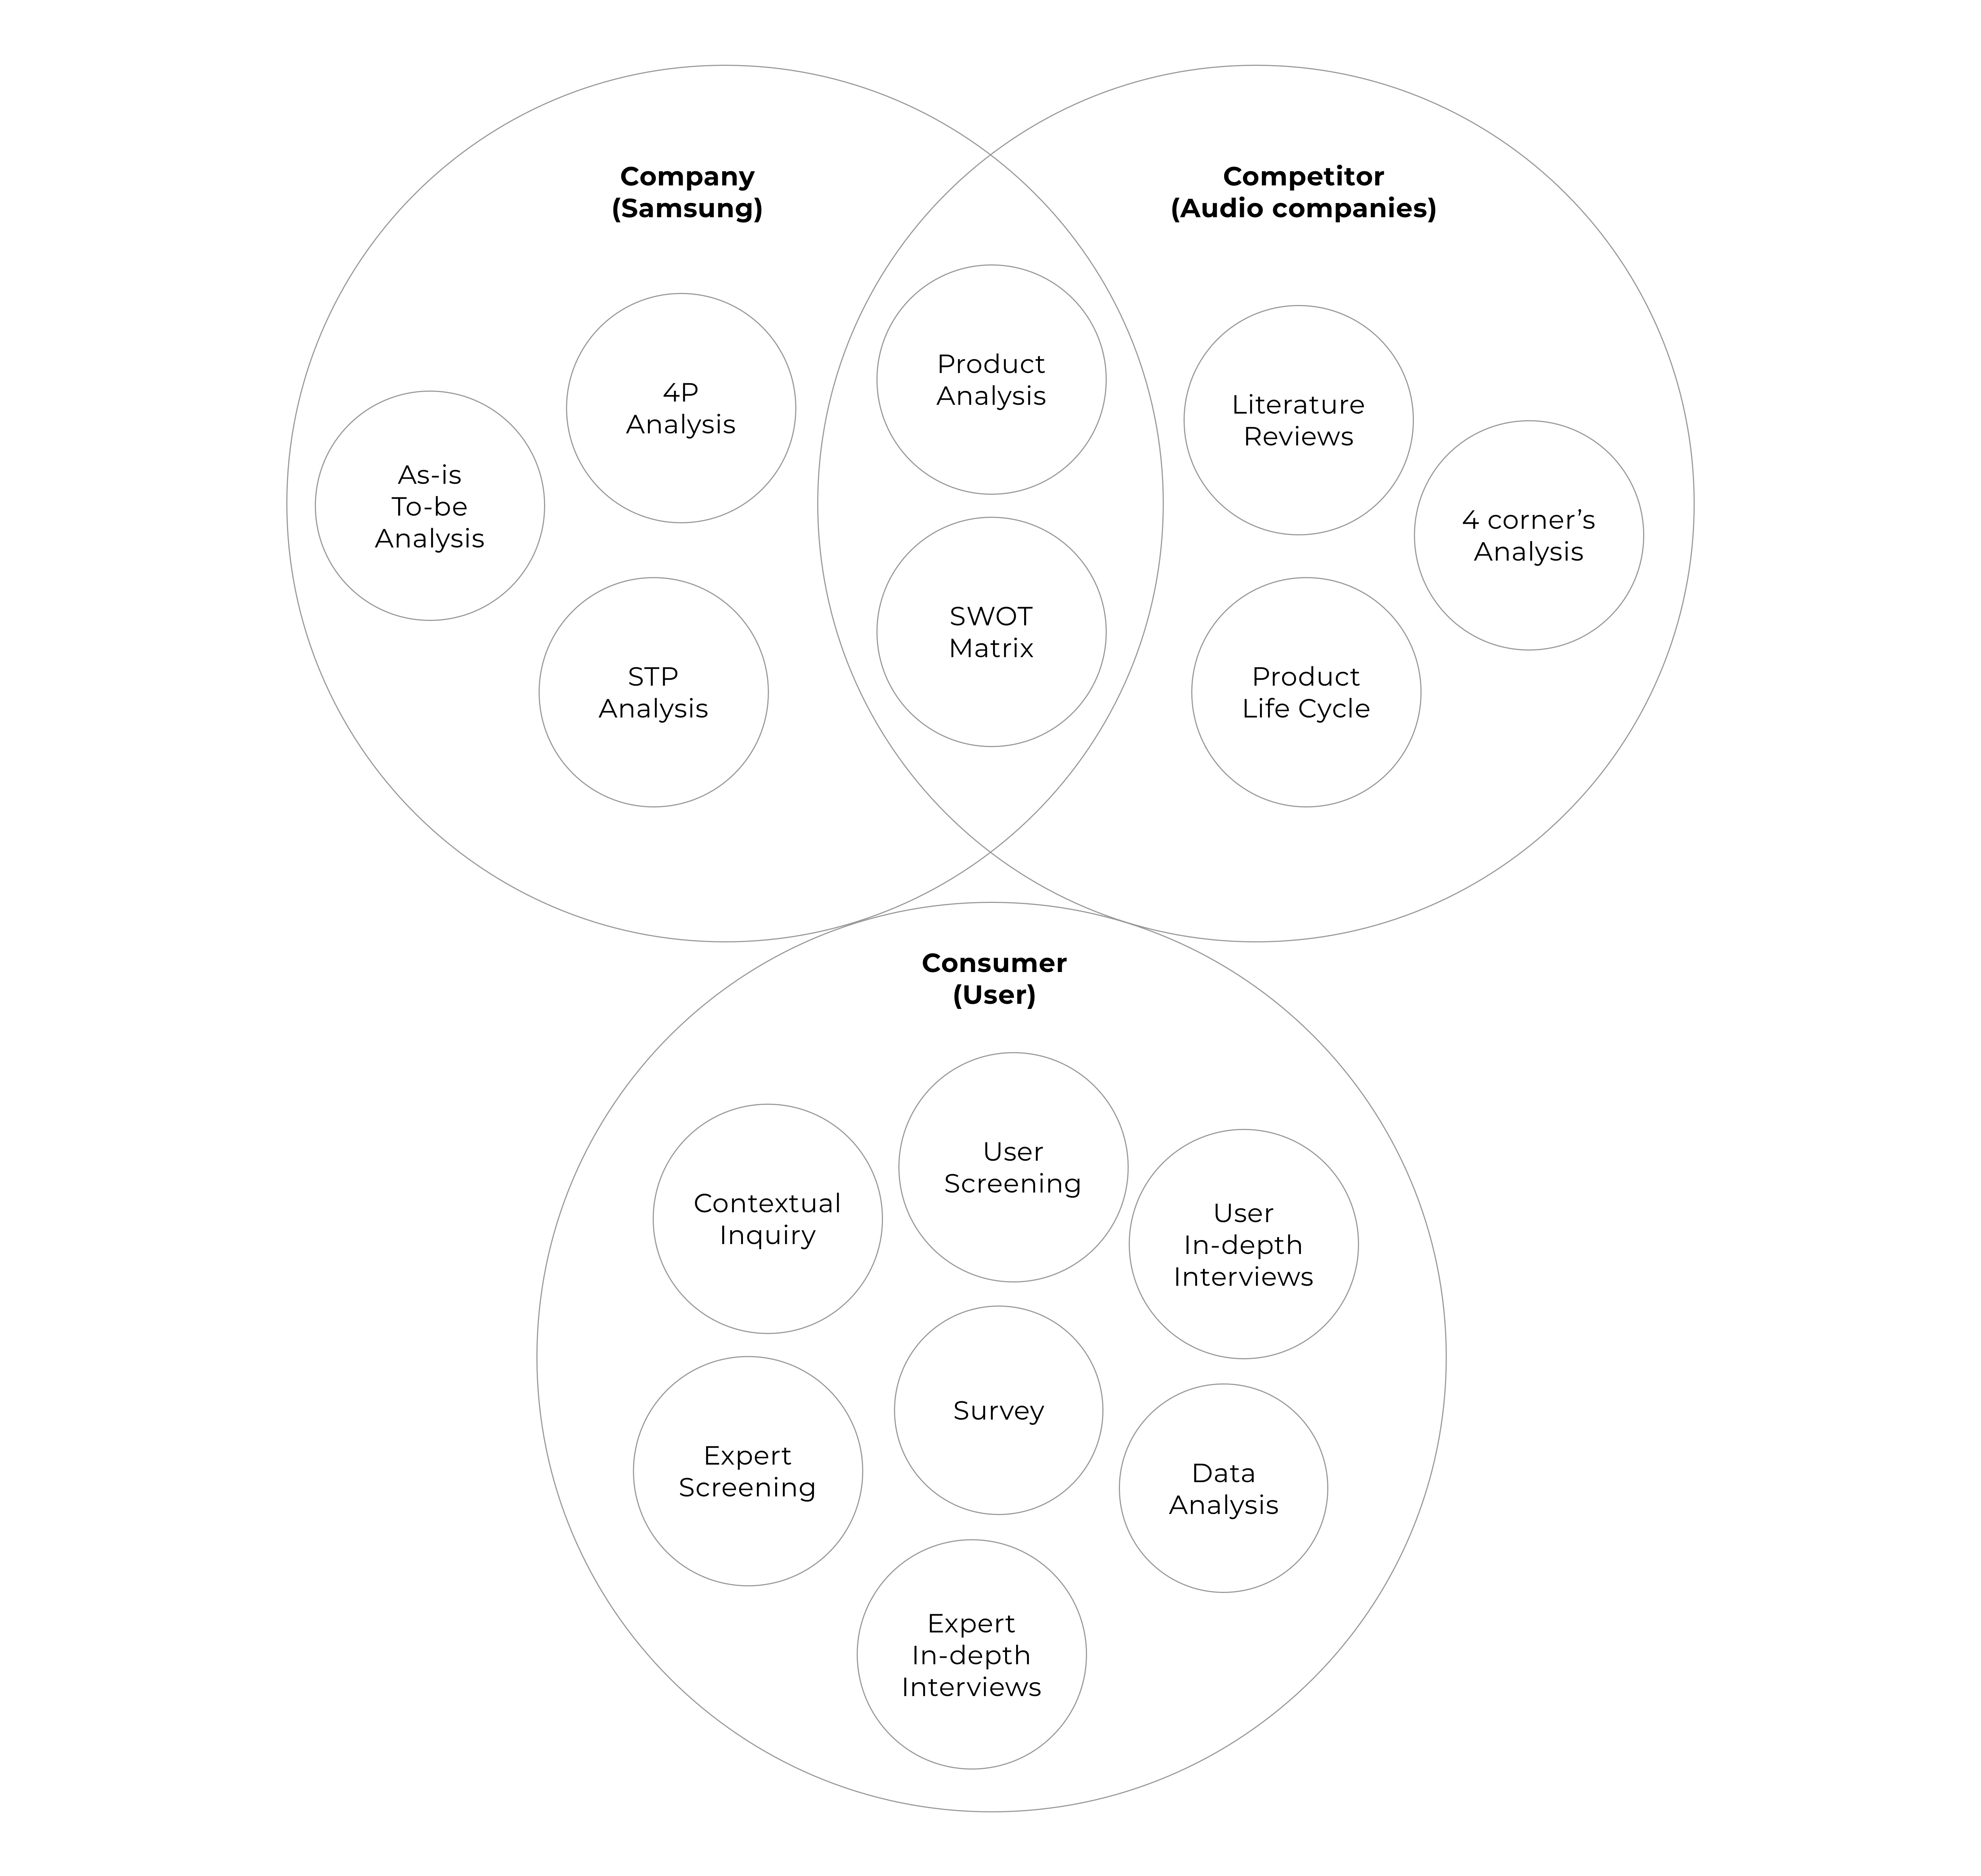 Company
(Samsung)
Competitor
(Audio companies)
As-is
To-be
Analysis
4P
Analysis
STP
Analysis
Product
Analysis
SWOT
Matrix
Literature
Reviews
4 corner’s
Analysis
Product
Life Cycle
Consumer
(User)
Contextual
Inquiry
User
Screening
User
In-depth
Interviews
Expert
Screening
Survey
Data
Analysis
Expert
In-depth
Interviews